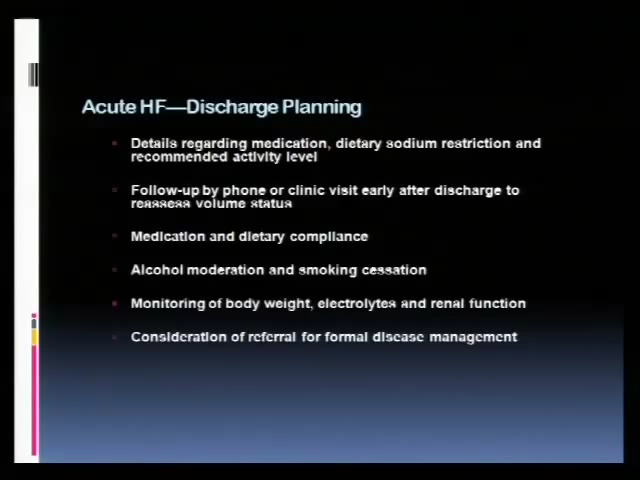 Acute HF—Discharge Planning
Details regarding medication, dietary sodium restriction and
recommended activity level
Follow-up by phone or clinic visit early after discharge to
reassess volume status
Medication and dietary compliance
Alcohol moderation and smoking cessation
Monitoring of body weight, electrolytes and renal function
Consideration of referral for formal disease management